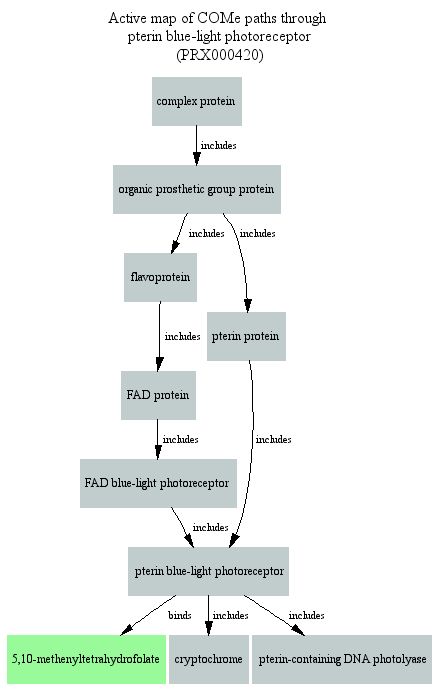 Active map of COMe paths through
pterin blue-light photoreceptor
(PRX000420)
complex protein
includes
organic prosthetic group protein
includes
includes
flavoprotein
includes
pterin protein
FAD protein
includes
includes
FAD blue-light photoreceptor
includes
pterin blue-light photoreceptor
binds
includes
includes
5,10-methenyltetrahydrofolate
cryptochrome
pterin-containing DNA photolyase